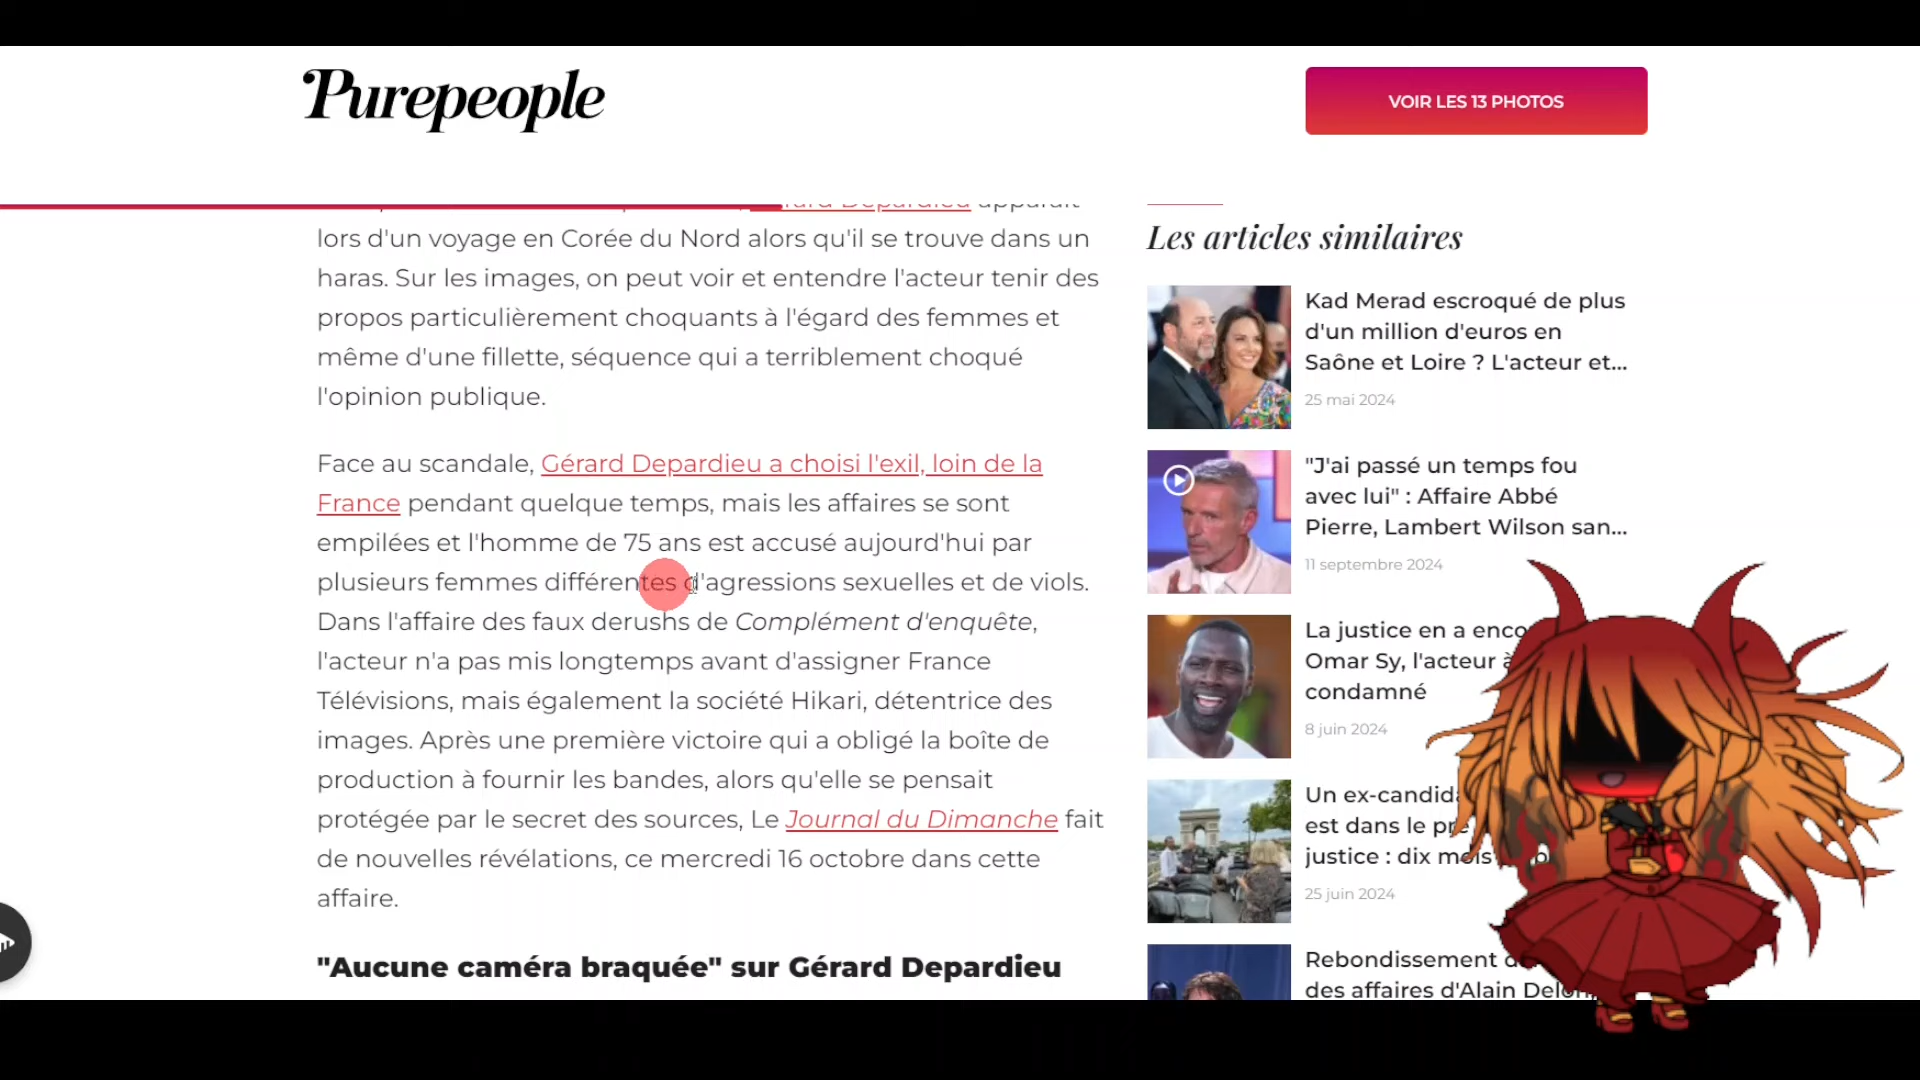 Purepeople
VOIR LES 13 PHOTOS
lors d'un voyage en Corée du Nord alors qu'il se trouve dans un
haras. Sur les images, on peut voir et entendre l'acteur tenir des
propos particulièrement choquants à l'égard des femmes et
même d'une fillette, séquence qui a terriblement choqué
l'opinion publique.
Face au scandale, Gérard Depardieu a choisi l'exil, loin de la
France pendant quelque temps, mais les affaires se sont
empilées et l'homme de 75 ans est accusé aujourd'hui par
plusieurs femmes différentes d'agressions sexuelles et de viols.
Dans l'affaire des faux derushs de Complément d'enquête,
l'acteur n'a pas mis longtemps avant d'assigner France
Télévisions, mais également la société Hikari, détentrice des
images. Après une première victoire qui a obligé la boîte de
production à fournir les bandes, alors qu'elle se pensait
protégée par le secret des sources, Le Journal du Dimanche fait
de nouvelles révélations, ce mercredi 16 octobre dans cette
affaire.
"Aucune caméra braquée" sur Gérard Depardieu
Les articles similaires
Kad Merad escroqué de plus
d'un million d'euros en
Saône et Loire ? L'acteur et...
25 mai 2024
"J'ai passé un temps fou
avec lui" : Affaire Abbé
Pierre, Lambert Wilson san...
11 septembre 2024
La justice en a
Omar Sy, l'acteur
condamné
8 juin 2024
Un
est dans le
justice : dix mois
25 juin 2024
Rebondissement
des affaires d'Alain Delon,